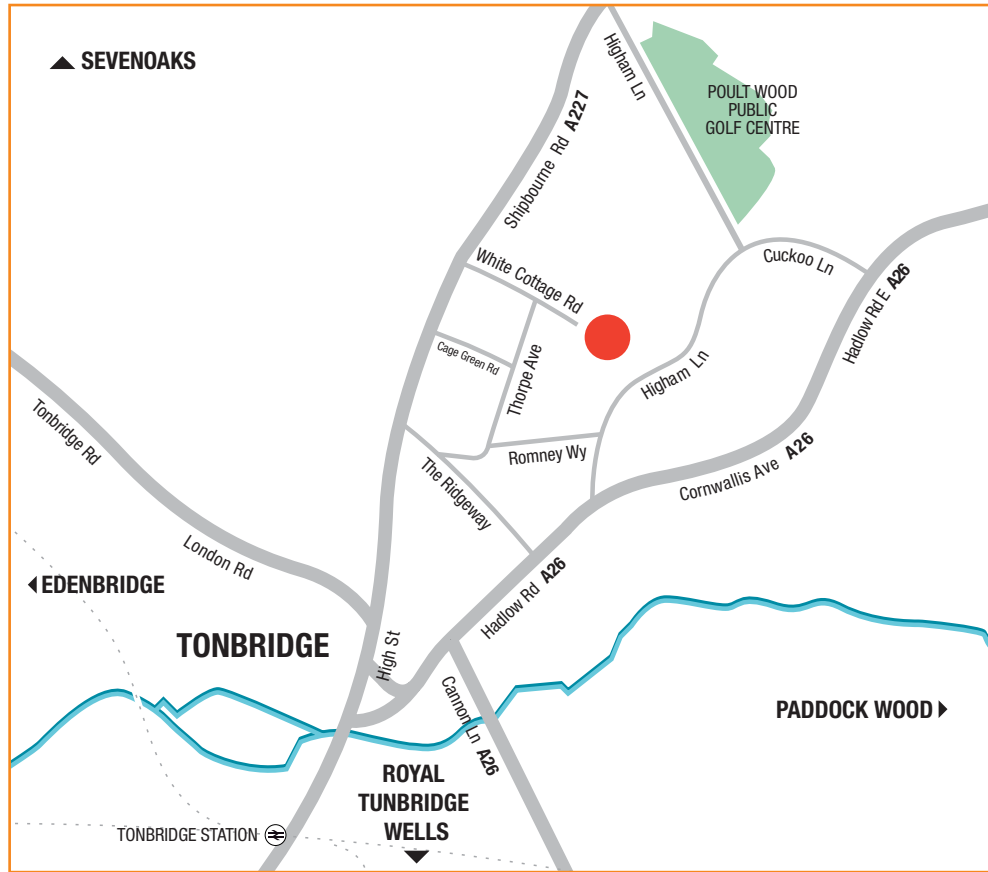 SEVENOAKS
Higham Ln
POULT WOOD
PUBLIC
GOLF CENTRE
Shipbourne Rd A227
White Cottage Rd
Cuckoo Ln
Hadlow Rd E A26
Cage Green Rd
Thorpe Ave
Higham Ln
Tonbridge Rd
Romney Wy
The Ridgeway
Cornwallis Ave A26
London Rd
EDENBRIDGE
Hadlow Rd A26
TONBRIDGE
High St
Cannon Ln A26
PADDOCK WOOD
ROYAL
TUNBRIDGE
WELLS
TONBRIDGE STATION